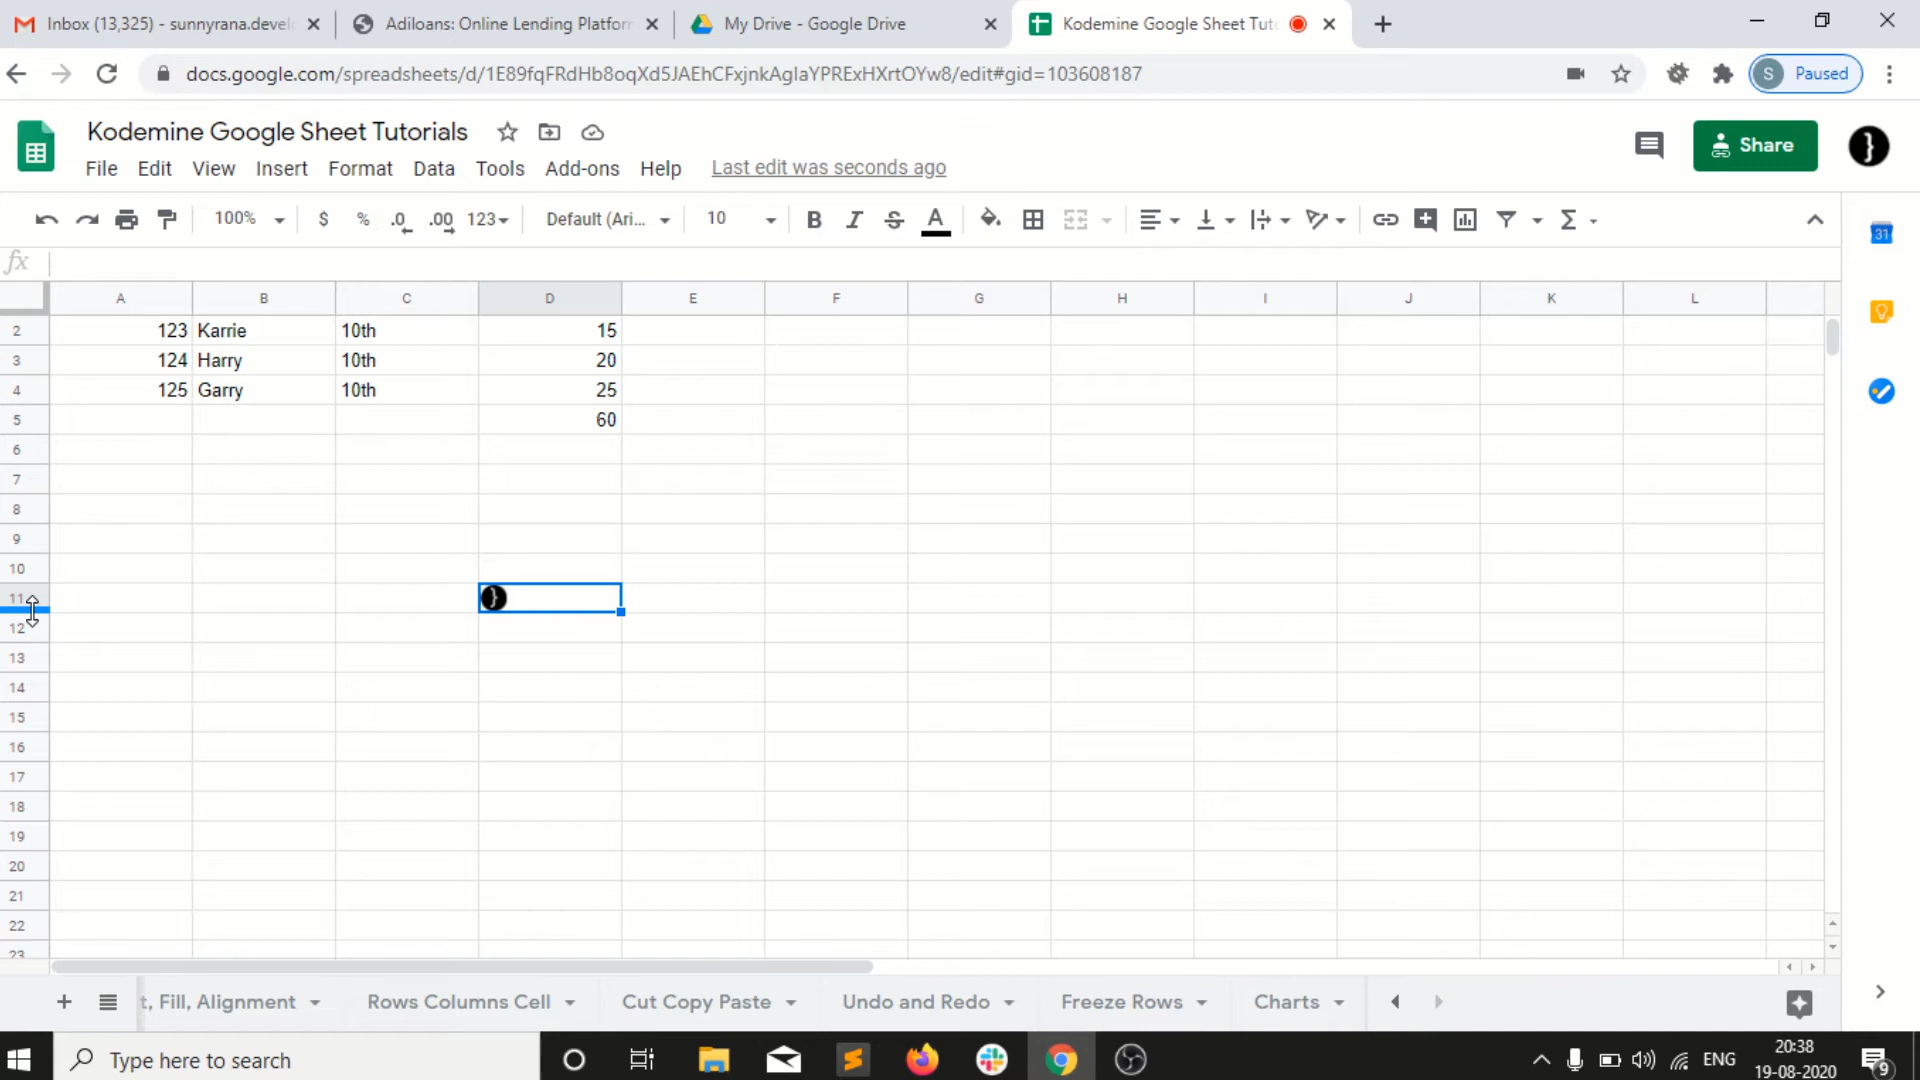 Inbox (13,325) - sunnyrana.devel
Adiloans: Online Lending Platform
My Drive - Google Drive
Kodemine Google Sheet Tut
docs.google.com/spreadsheets/d/1E89fqFRdHb8oqXd5JAEhCFxjnkAglaYPRExHXrtOYw8/edit#gid=103608187
S Paused
Kodemine Google Sheet Tutorials
Share
File Edit View Insert Format Data Tools Add-ons Help Last edit was seconds ago
100% $ % .0 .00 123 Default (Ari... 10 B I S A Σ
31
fx
A B C D E F G H I J K L
2 123 Karrie 10th 15
3 124 Harry 10th 20
4 125 Garry 10th 25
5 60
6
7
8
9
10
11 }
12
13
14
15
16
17
18
19
20
21
22
23
t, Fill, Alignment Rows Columns Cell Cut Copy Paste Undo and Redo Freeze Rows Charts
Type here to search
ENG
20:38
19-08-2020
9